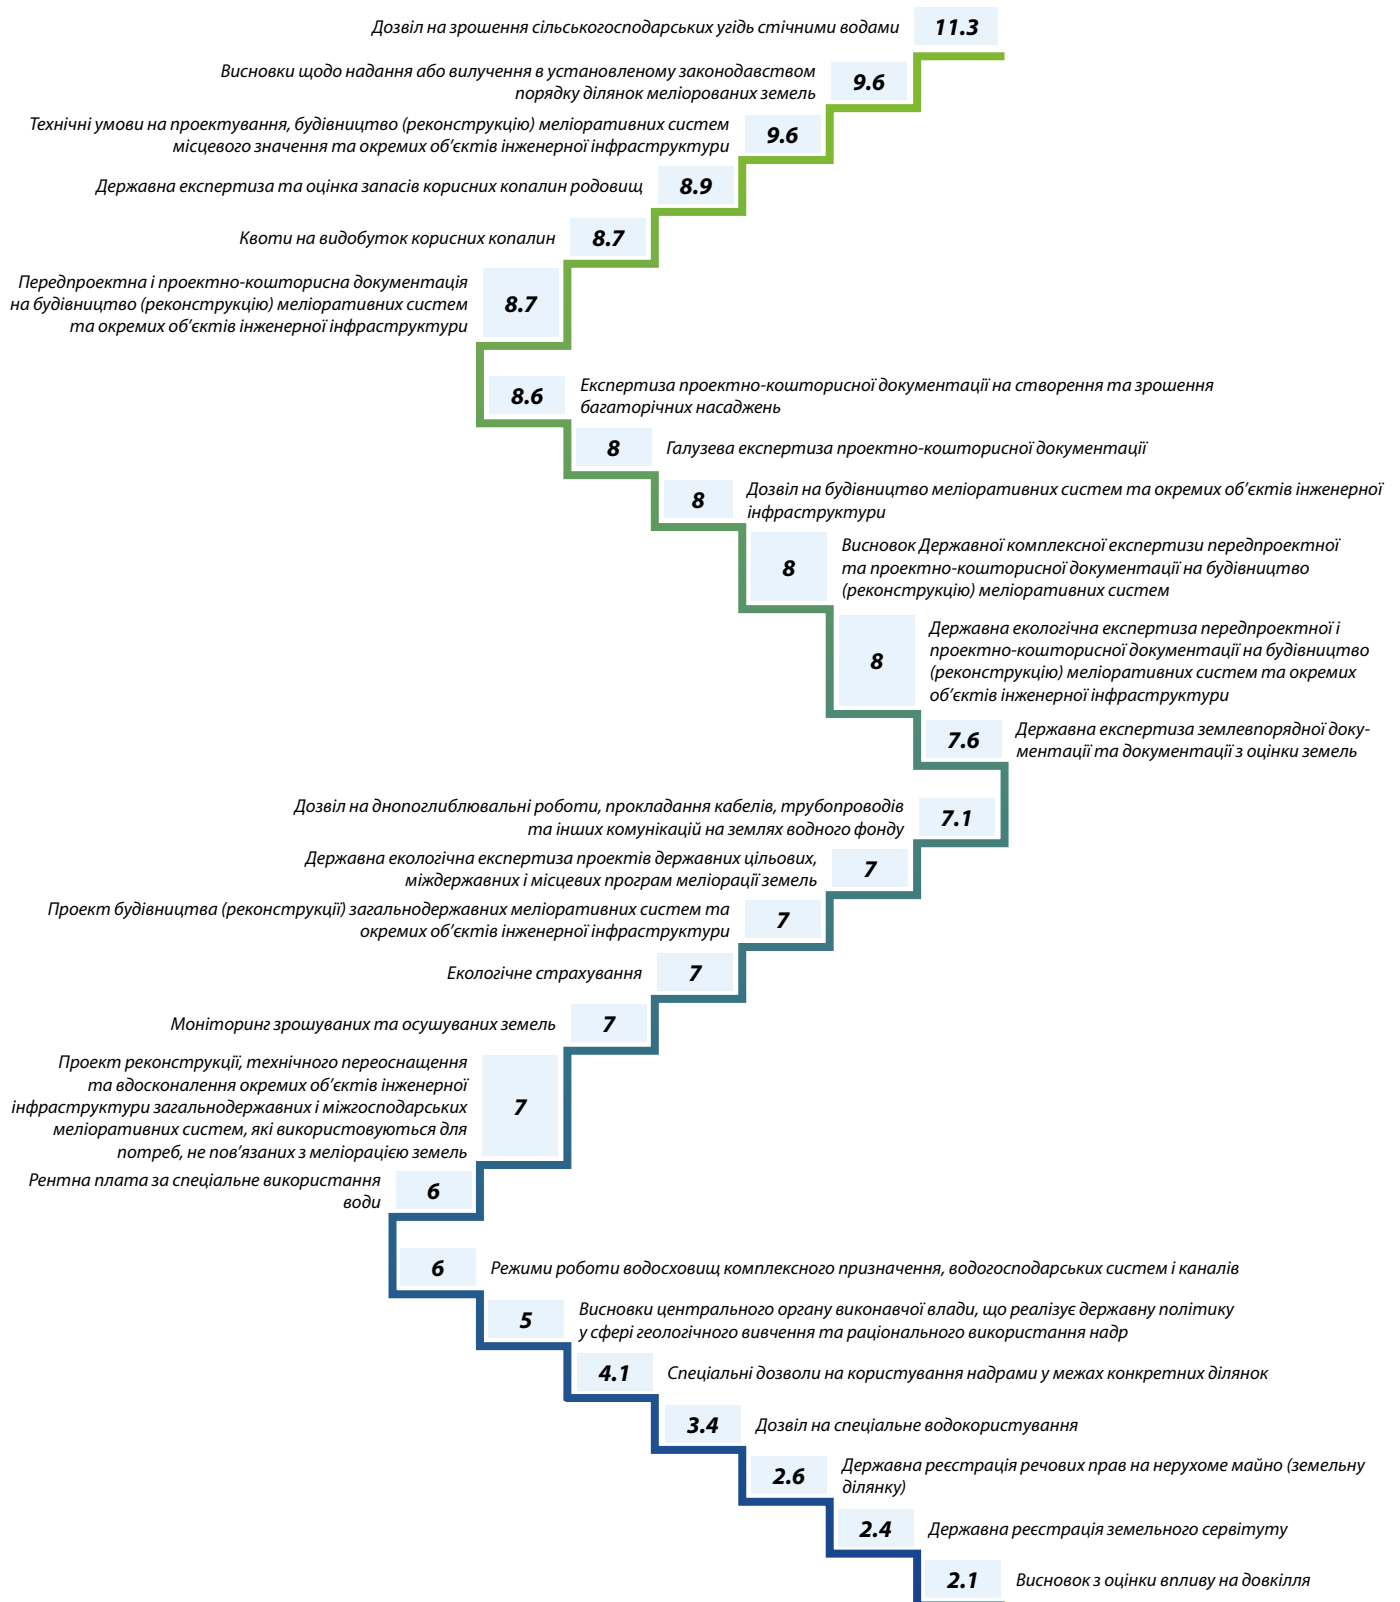 Дозвіл на зрошення сільськогосподарських угідь стічними водами
11.3
Висновки щодо надання або вилучення в установленому законодавством
порядку ділянок меліорованих земель
9.6
Технічні умови на проектування, будівництво (реконструкцію) меліоративних систем
місцевого значення та окремих об’єктів інженерної інфраструктури
9.6
Державна експертиза та оцінка запасів корисних копалин родовищ
8.9
Квоти на видобуток корисних копалин
8.7
Передпроектна і проектно-кошторисна документація
на будівництво (реконструкцію) меліоративних систем
та окремих об’єктів інженерної інфраструктури
8.7
8.6
Експертиза проектно-кошторисної документації на створення та зрошення
багаторічних насаджень
8
Галузева експертиза проектно-кошторисної документації
8
Дозвіл на будівництво меліоративних систем та окремих об’єктів інженерної
інфраструктури
8
Висновок Державної комплексної експертизи передпроектної
та проектно-кошторисної документації на будівництво
(реконструкцію) меліоративних систем
8
Державна екологічна експертиза передпроектної і
проектно-кошторисної документації на будівництво
(реконструкцію) меліоративних систем та окремих
об’єктів інженерної інфраструктури
7.6
Державна експертиза землевпорядної доку-
ментації та документації з оцінки земель
Дозвіл на днопоглиблювальні роботи, прокладання кабелів, трубопроводів
та інших комунікацій на землях водного фонду
7.1
Державна екологічна експертиза проектів державних цільових,
міждержавних і місцевих програм меліорації земель
7
Проект будівництва (реконструкції) загальнодержавних меліоративних систем та
окремих об’єктів інженерної інфраструктури
7
Екологічне страхування
7
Моніторинг зрошуваних та осушуваних земель
7
Проект реконструкції, технічного переоснащення
та вдосконалення окремих об’єктів інженерної
інфраструктури загальнодержавних і міжгосподарських
меліоративних систем, які використовуються для
потреб, не пов’язаних з меліорацією земель
7
Рентна плата за спеціальне використання
води
6
6
Режими роботи водосховищ комплексного призначення, водогосподарських систем і каналів
5
Висновки центрального органу виконавчої влади, що реалізує державну політику
у сфері геологічного вивчення та раціонального використання надр
4.1
Спеціальні дозволи на користування надрами у межах конкретних ділянок
3.4
Дозвіл на спеціальне водокористування
2.6
Державна реєстрація речових прав на нерухоме майно (земельну
ділянку)
2.4
Державна реєстрація земельного сервітуту
2.1
Висновок з оцінки впливу на довкілля